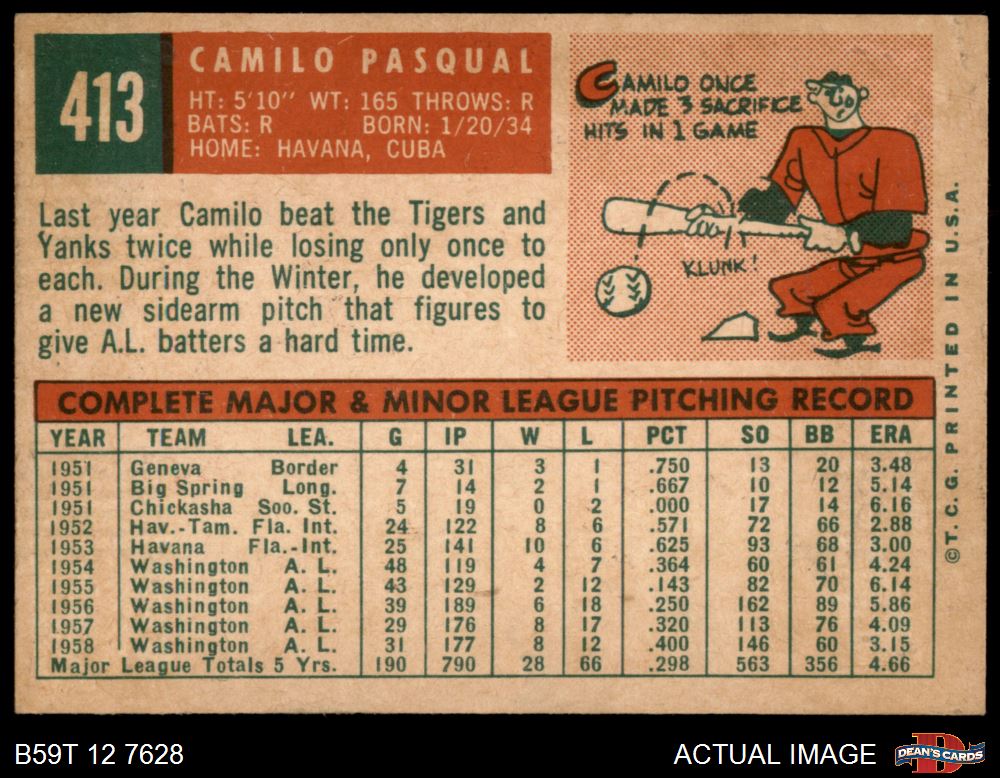 413
CAMILO PASQUAL
HT: 5'10" WT: 165 THROWS: R
BATS: R BORN: 1/20/34
HOME: HAVANA, CUBA
CAMILO ONCE
MADE 3 SACRIFICE
HITS IN 1 GAME
KLUNK!
Last year Camilo beat the Tigers and
Yanks twice while losing only once to
each. During the Winter, he developed
a new sidearm pitch that figures to
give A.L. batters a hard time.
COMPLETE MAJOR & MINOR LEAGUE PITCHING RECORD
YEAR TEAM LEA. G IP W L PCT SO BB ERA
1951 Geneva Border 4 31 3 1 .750 13 20 3.48
1951 Big Spring Long. 7 14 2 1 .667 10 12 5.14
1951 Chickasha Soo. St. 5 19 0 2 .000 17 14 6.16
1952 Hav.-Tam. Fla. Int. 24 122 8 6 .571 72 66 2.88
1953 Havana Fla.-Int. 25 141 10 6 .625 93 68 3.00
1954 Washington A. L. 48 119 4 7 .364 60 61 4.24
1955 Washington A. L. 43 129 2 12 .143 82 70 6.14
1956 Washington A. L. 39 189 6 18 .250 162 89 5.86
1957 Washington A. L. 29 176 8 17 .320 113 76 4.09
1958 Washington A. L. 31 177 8 12 .400 146 60 3.15
Major League Totals 5 Yrs. 190 790 28 66 .298 563 356 4.66
©T.C.G. PRINTED IN U.S.A.
B59T 12 7628
ACTUAL IMAGE
DEAN'S CARDS